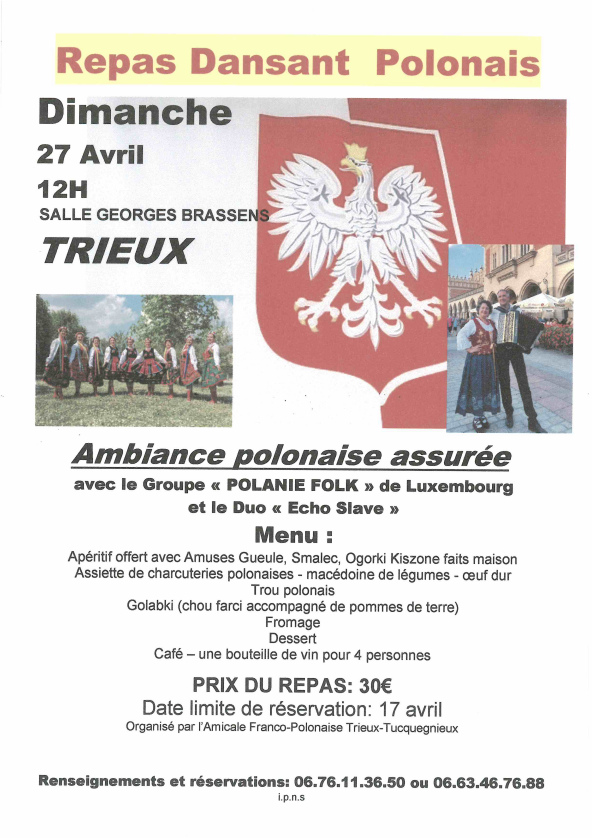 Repas Dansant Polonais
Dimanche
27 Avril
12H
SALLE GEORGES BRASSENS
TRIEUX
Ambiance polonaise assurée
avec le Groupe « POLANIE FOLK » de Luxembourg
et le Duo « Echo Slave »
Menu :
Apéritif offert avec Amuses Gueule, Smalec, Ogorki Kiszone faits maison
Assiette de charcuteries polonaises - macédoine de légumes - œuf dur
Trou polonais
Golabki (chou farci accompagné de pommes de terre)
Fromage
Dessert
Café – une bouteille de vin pour 4 personnes
PRIX DU REPAS: 30€
Date limite de réservation: 17 avril
Organisé par l'Amicale Franco-Polonaise Trieux-Tucquegnieux
Renseignements et réservations: 06.76.11.36.50 ou 06.63.46.76.88
i.p.n.s